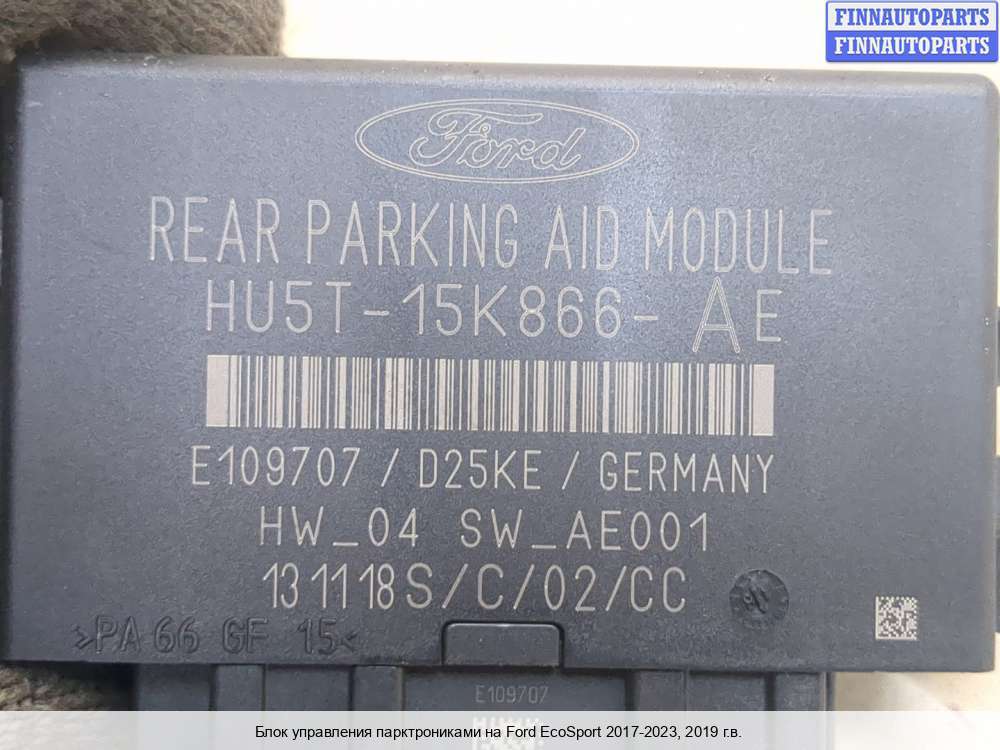 FINNAUTOPARTS
FINNAUTOPARTS
Ford
REAR PARKING AID MODULE
HU5T-15K866-AE
E109707 / D25KE / GERMANY
HW_04 SW_AE001
131118S/C/02/CC
>PA 66 GF 15<
E109707
Блок управления парктрониками на Ford EcoSport 2017-2023, 2019 г.в.